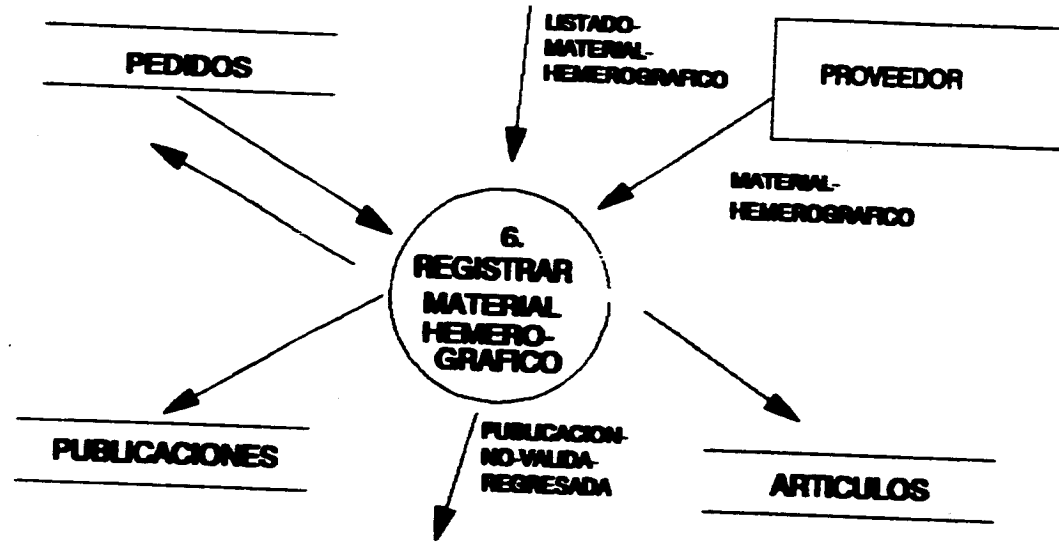 LISTADO-
MATERIAL-
HEMEROGRAFICO
PEDIDOS
PROVEEDOR
MATERIAL-
HEMEROGRAFICO
6.
REGISTRAR
MATERIAL
HEMERO-
GRAFICO
PUBLICACIONES
PUBLICACION-
NO-VALIDA-
REGRESADA
ARTICULOS